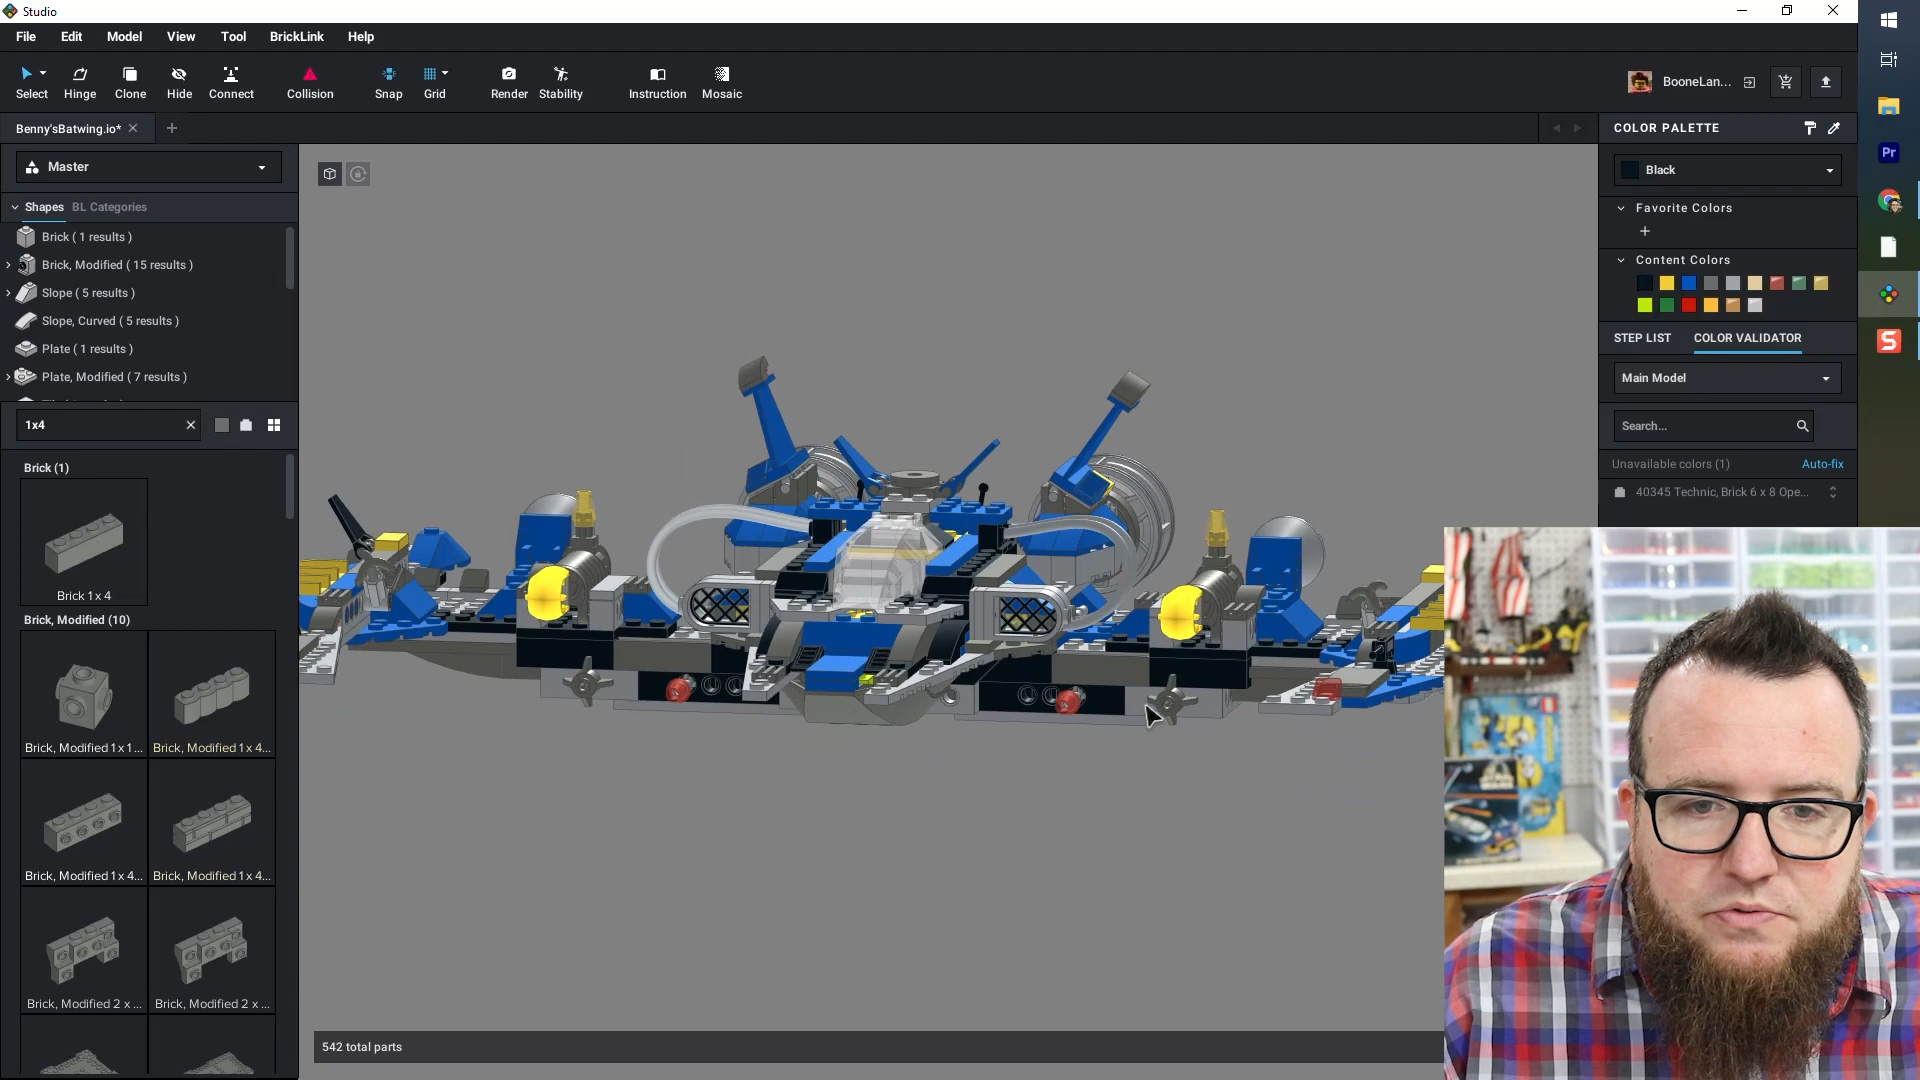 Studio
File Edit Model View Tool BrickLink Help
Select Hinge Clone Hide Connect Collision Snap Grid Render Stability Instruction Mosaic
BooneLan...
Benny'sBatwing.io*
Master
Shapes BL Categories
Brick ( 1 results )
Brick, Modified ( 15 results )
Slope ( 5 results )
Slope, Curved ( 5 results )
Plate ( 1 results )
Plate, Modified ( 7 results )
1x4
Brick (1)
Brick 1 x 4
Brick, Modified (10)
Brick, Modified 1 x 1 ... Brick, Modified 1 x 4...
Brick, Modified 1 x 4... Brick, Modified 1 x 4...
Brick, Modified 2 x ... Brick, Modified 2 x ...
542 total parts
COLOR PALETTE
Black
Favorite Colors
Content Colors
STEP LIST COLOR VALIDATOR
Main Model
Search...
Unavailable colors (1) Auto-fix
40345 Technic, Brick 6 x 8 Ope...
Pr
S